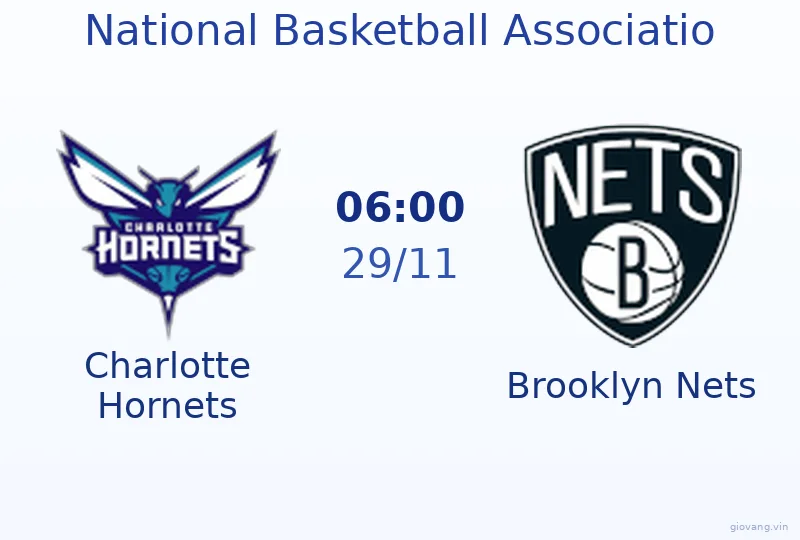 National Basketball Associatio
CHARLOTTE
HORNETS
NETS
B
06:00
29/11
Charlotte
Hornets
Brooklyn Nets
giovang.vin